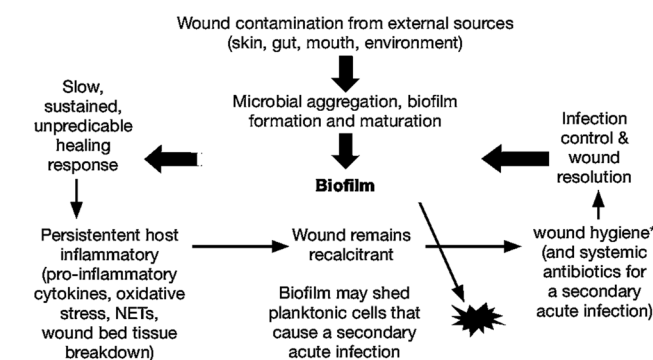 Wound contamination from external sources
(skin, gut, mouth, environment)
Slow,
sustained,
unpredicable
healing
response
Microbial aggregation, biofilm
formation and maturation
Infection
control &
wound
resolution
Biofilm
Persistentent host
inflammatory
(pro-inflammatory
cytokines, oxidative
stress, NETs,
wound bed tissue
breakdown)
Wound remains
recalcitrant
Biofilm may shed
planktonic cells that
cause a secondary
acute infection
wound hygiene*
(and systemic
antibiotics for
a secondary
acute infection)